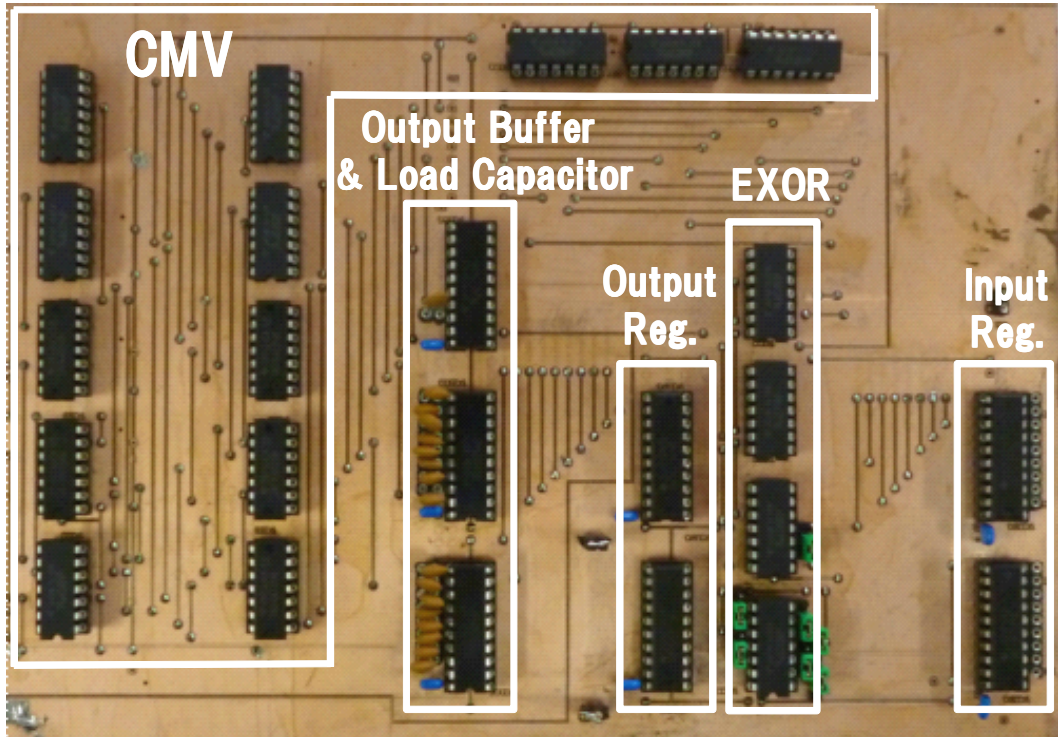 CMV
Output Buffer
& Load Capacitor
EXOR
Output
Reg.
Input
Reg.